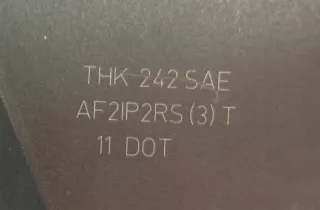 THK 242 SAE
AF2IP2RS (3) T
11 DOT